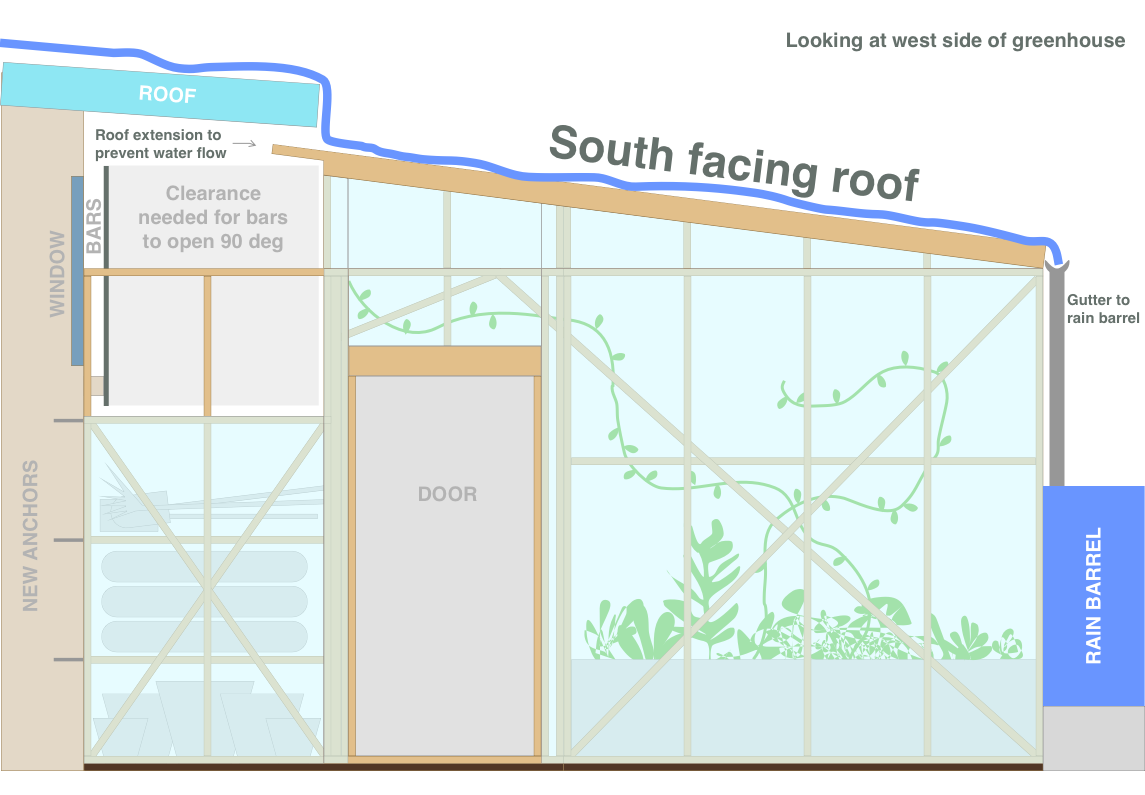 Looking at west side of greenhouse
ROOF
Roof extension to
prevent water flow
South facing roof
Clearance
needed for bars
to open 90 deg
BARS
WINDOW
Gutter to
rain barrel
DOOR
NEW ANCHORS
RAIN BARREL